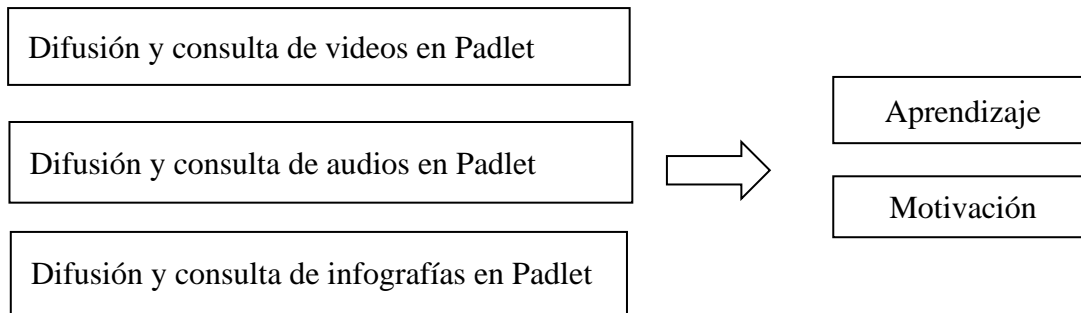 Difusión y consulta de videos en Padlet
Difusión y consulta de audios en Padlet
Difusión y consulta de infografías en Padlet
Aprendizaje
Motivación